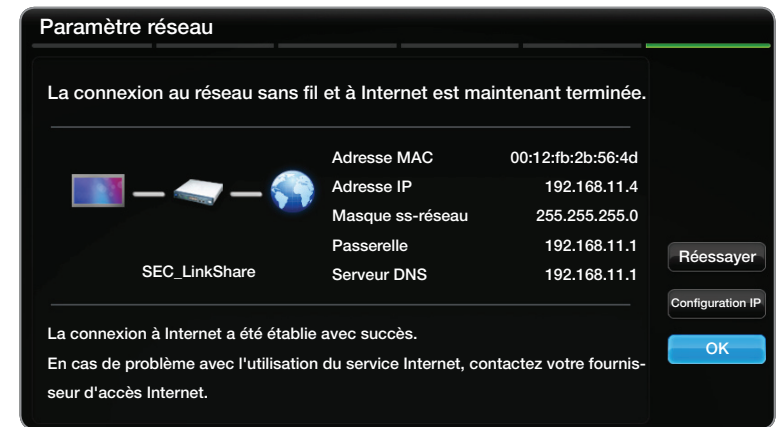 Paramètre réseau
La connexion au réseau sans fil et à Internet est maintenant terminée.
Adresse MAC 00:12:fb:2b:56:4d
Adresse IP 192.168.11.4
Masque ss-réseau 255.255.255.0
Passerelle 192.168.11.1
Serveur DNS 192.168.11.1
SEC_LinkShare
La connexion à Internet a été établie avec succès.
En cas de problème avec l'utilisation du service Internet, contactez votre fournis-
seur d'accès Internet.
Réessayer
Configuration IP
OK